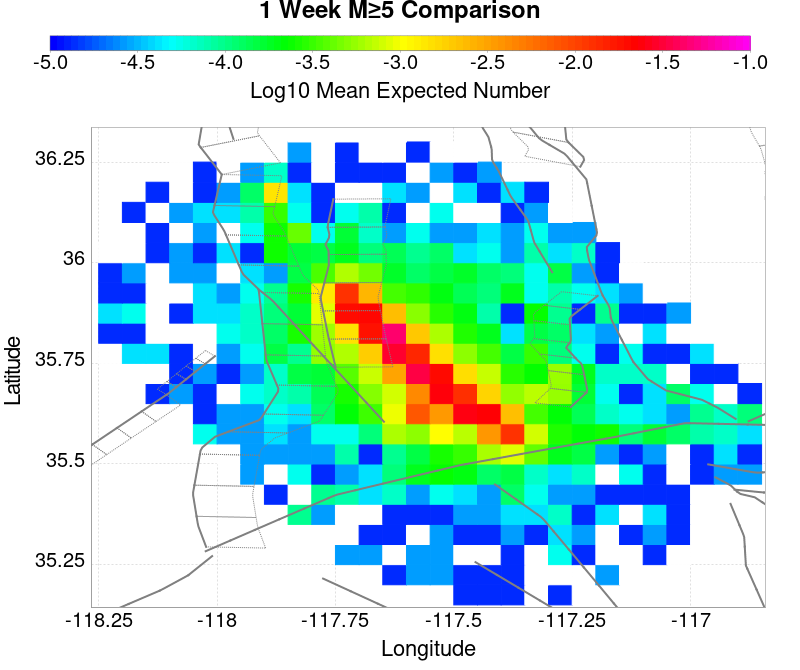 1 Week M≥5 Comparison
-5.0 -4.5 -4.0 -3.5 -3.0 -2.5 -2.0 -1.5 -1.0
Log10 Mean Expected Number
36.25
36
35.75
35.5
35.25
Latitude
-118.25 -118 -117.75 -117.5 -117.25 -117
Longitude